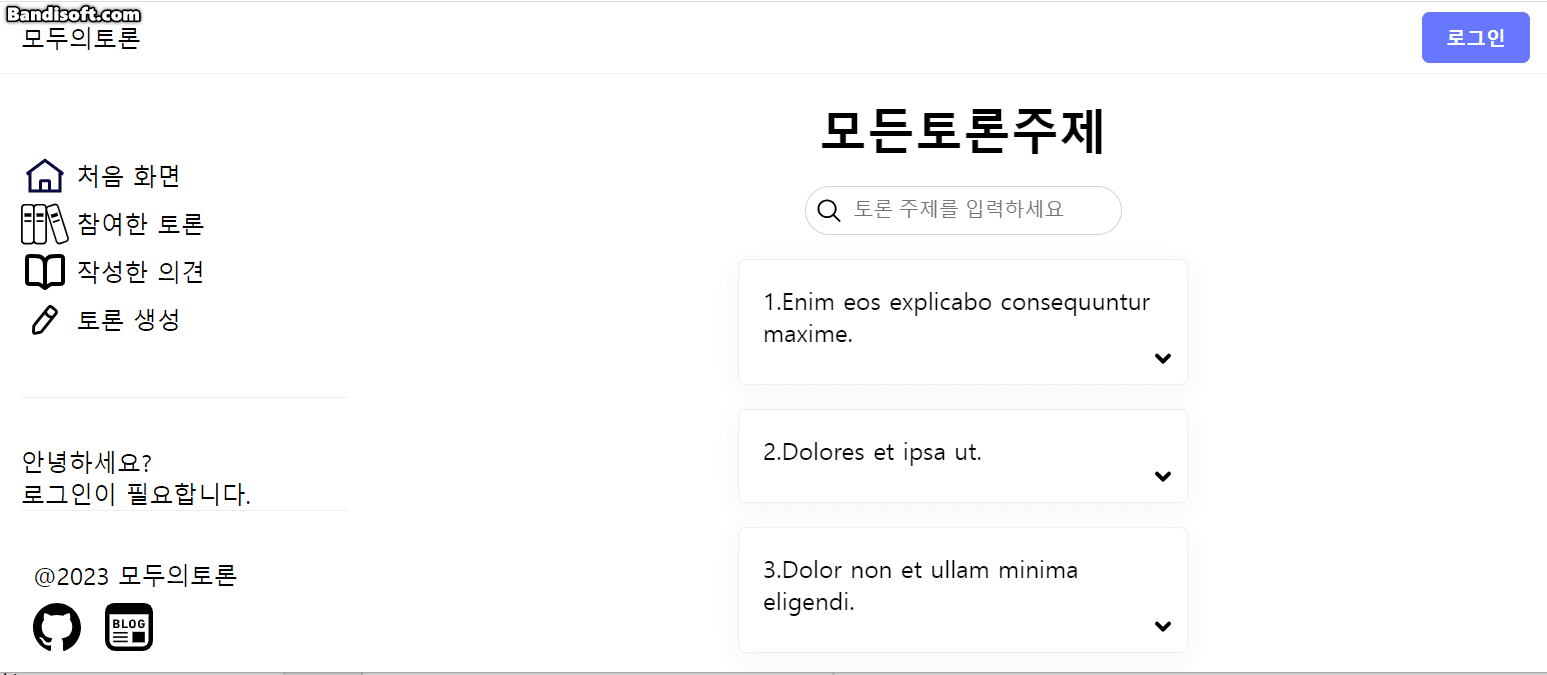 Bandisoft.com
모두의토론
로그인
처음 화면
참여한 토론
작성한 의견
토론 생성
안녕하세요?
로그인이 필요합니다.
@2023 모두의토론
BLOG
모든토론주제
토론 주제를 입력하세요
1.Enim eos explicabo consequuntur
maxime.
2.Dolores et ipsa ut.
3.Dolor non et ullam minima
eligendi.